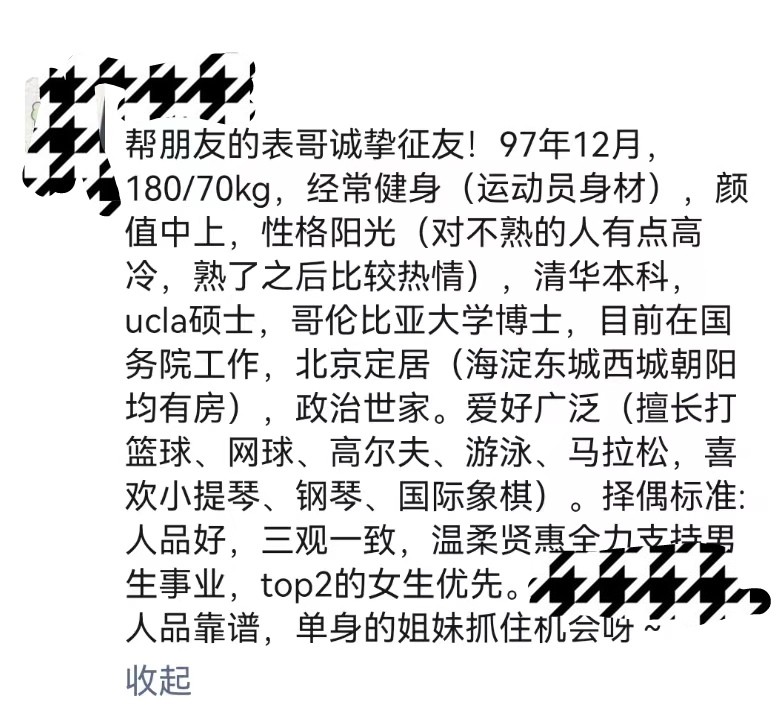 帮朋友的表哥诚挚征友！97年12月，
180/70kg，经常健身（运动员身材），颜
值中上，性格阳光（对不熟的人有点高
冷，熟了之后比较热情），清华本科，
ucla硕士，哥伦比亚大学博士，目前在国
务院工作，北京定居（海淀东城西城朝阳
均有房），政治世家。爱好广泛（擅长打
篮球、网球、高尔夫、游泳、马拉松，喜
欢小提琴、钢琴、国际象棋）。择偶标准:
人品好，三观一致，温柔贤惠全力支持男
生事业，top2的女生优先。
人品靠谱，单身的姐妹抓住机会呀~
收起